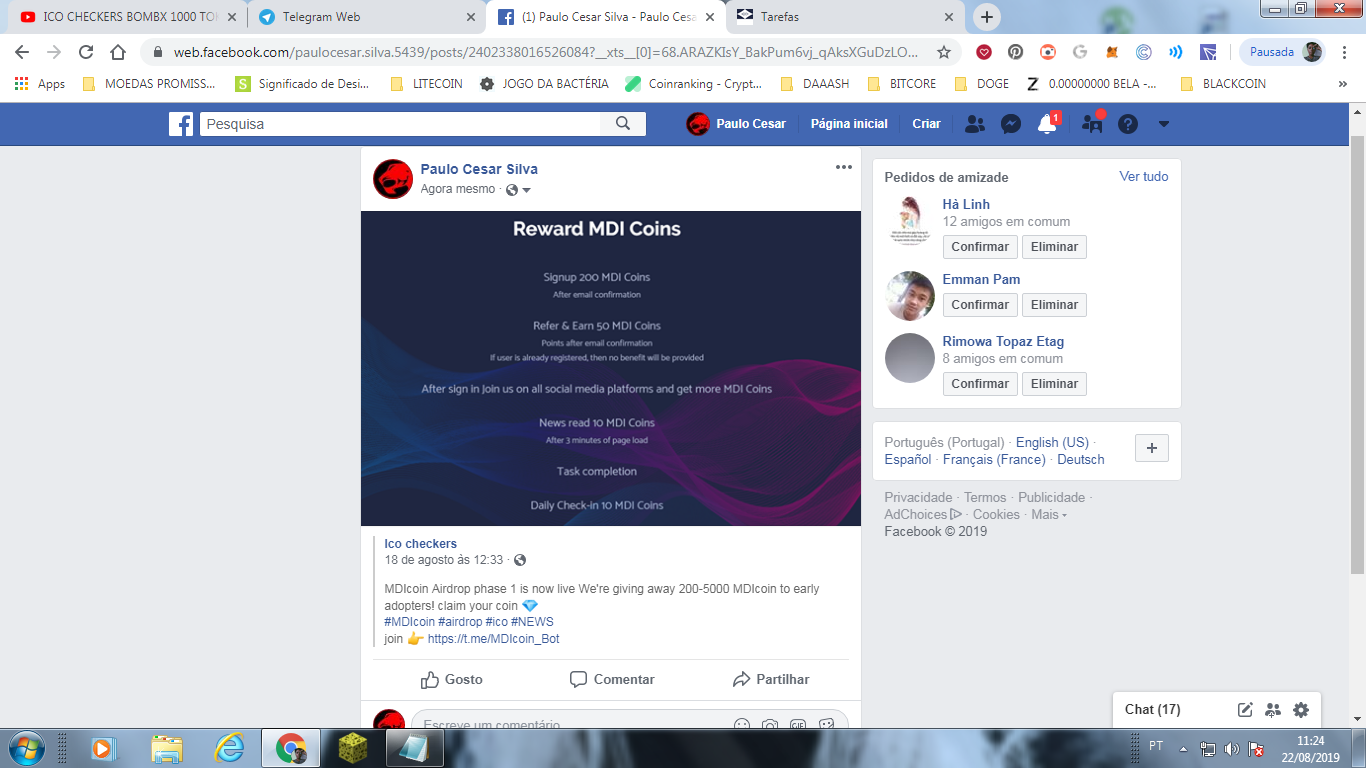 ICO CHECKERS BOMBX 1000 TO
Telegram Web
(1) Paulo Cesar Silva - Paulo Cesa
Tarefas
web.facebook.com/paulocesar.silva.5439/posts/2402338016526084?__xts__[0]=68.ARAZKIsY_BakPum6vj_qAksXGuDzLO...
Pausada
Apps
MOEDAS PROMISS...
Significado de Desi...
LITECOIN
JOGO DA BACTÉRIA
Coinranking - Crypt...
DAAASH
BITCORE
DOGE
0.00000000 BELA -...
BLACKCOIN
Pesquisa
Paulo Cesar
Página inicial
Criar
1
Paulo Cesar Silva
Agora mesmo ·
Reward MDI Coins
Signup 200 MDI Coins
After email confirmation
Refer & Earn 50 MDI Coins
Points after email confirmation
If user is already registered, then no benefit will be provided
After sign in Join us on all social media platforms and get more MDI Coins
News read 10 MDI Coins
After 3 minutes of page load
Task completion
Daily Check-in 10 MDI Coins
Ico checkers
18 de agosto às 12:33 ·
MDIcoin Airdrop phase 1 is now live We're giving away 200-5000 MDIcoin to early
adopters! claim your coin 💎
#MDIcoin #airdrop #ico #NEWS
join 👉 https://t.me/MDIcoin_Bot
Gosto
Comentar
Partilhar
Escreve um comentário
GIF
Pedidos de amizade
Ver tudo
Hà Linh
12 amigos em comum
Confirmar
Eliminar
Emman Pam
Confirmar
Eliminar
Rimowa Topaz Etag
8 amigos em comum
Confirmar
Eliminar
Português (Portugal) · English (US) ·
Español · Français (France) · Deutsch
Privacidade · Termos · Publicidade ·
AdChoices · Cookies · Mais
Facebook © 2019
Chat (17)
PT
11:24
22/08/2019